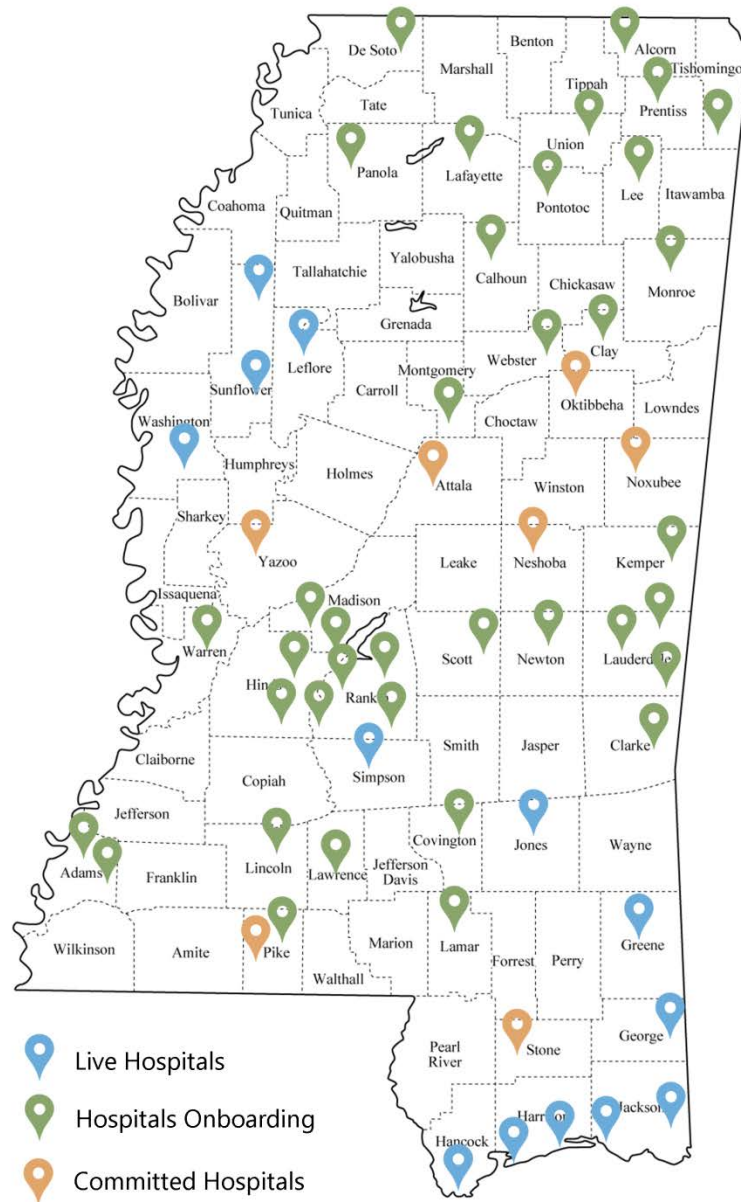 De Soto
Benton
Alcorn
Marshall
Tippah
Tishomingo
Tate
Prentiss
Tunica
Union
Panola
Lafayette
Pontotoc
Lee
Itawamba
Coahoma
Quitman
Yalobusha
Calhoun
Tallahatchie
Chickasaw
Monroe
Bolivar
Grenada
Leflore
Webster
Clay
Montgomery
Sunflower
Carroll
Oktibbeha
Lowndes
Washington
Choctaw
Humphreys
Holmes
Attala
Winston
Noxubee
Sharkey
Yazoo
Leake
Neshoba
Kemper
Issaquena
Madison
Warren
Scott
Newton
Lauderdale
Rankin
Claiborne
Simpson
Smith
Jasper
Clarke
Copiah
Jefferson
Covington
Jones
Wayne
Adams
Franklin
Lincoln
Lawrence
Jefferson
Davis
Wilkinson
Amite
Pike
Walthall
Marion
Lamar
Forrest
Perry
Greene
Pearl
River
Stone
George
Jackson
Hancock
Live Hospitals
Hospitals Onboarding
Committed Hospitals